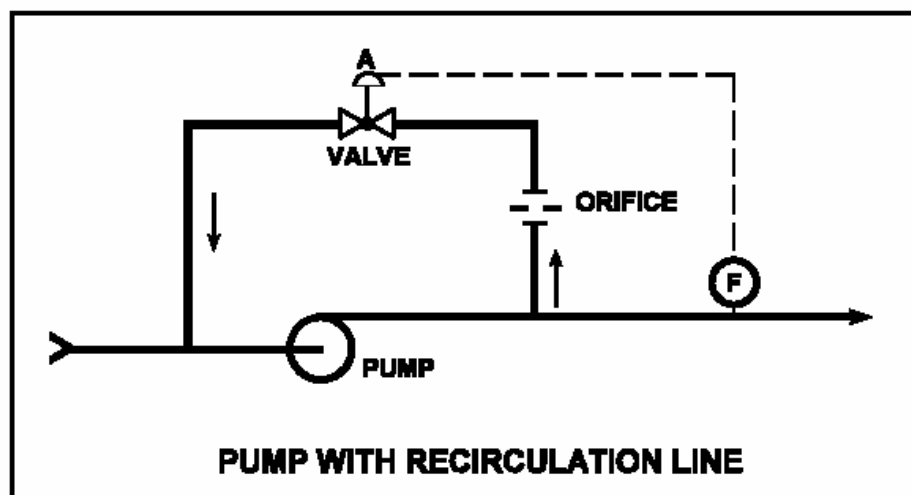 A
VALVE
ORIFICE
F
PUMP
PUMP WITH RECIRCULATION LINE